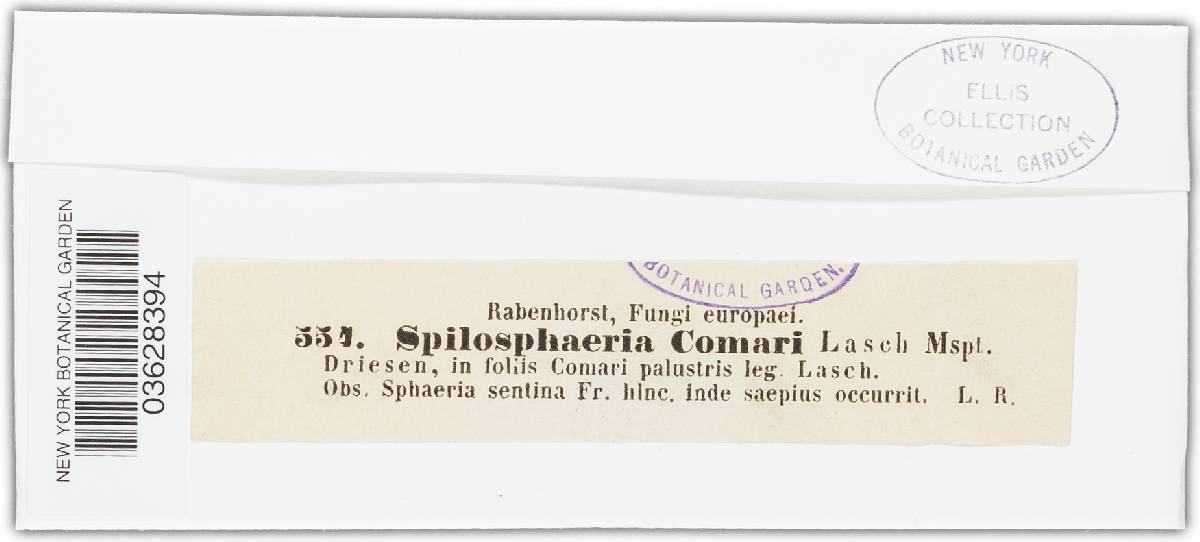 NEW YORK
ELLIS
COLLECTION
BOTANICAL GARDEN
NEW YORK BOTANICAL GARDEN
03628394
BOTANICAL GARDEN.
Rabenhorst, Fungi europaei.
Spilosphaeria Comari Lasch Mspt.
Driesen, in foliis Comari palustris leg. Lasch.
Obs. Sphaeria sentina Fr. hinc. inde saepius occurrit. L. R.